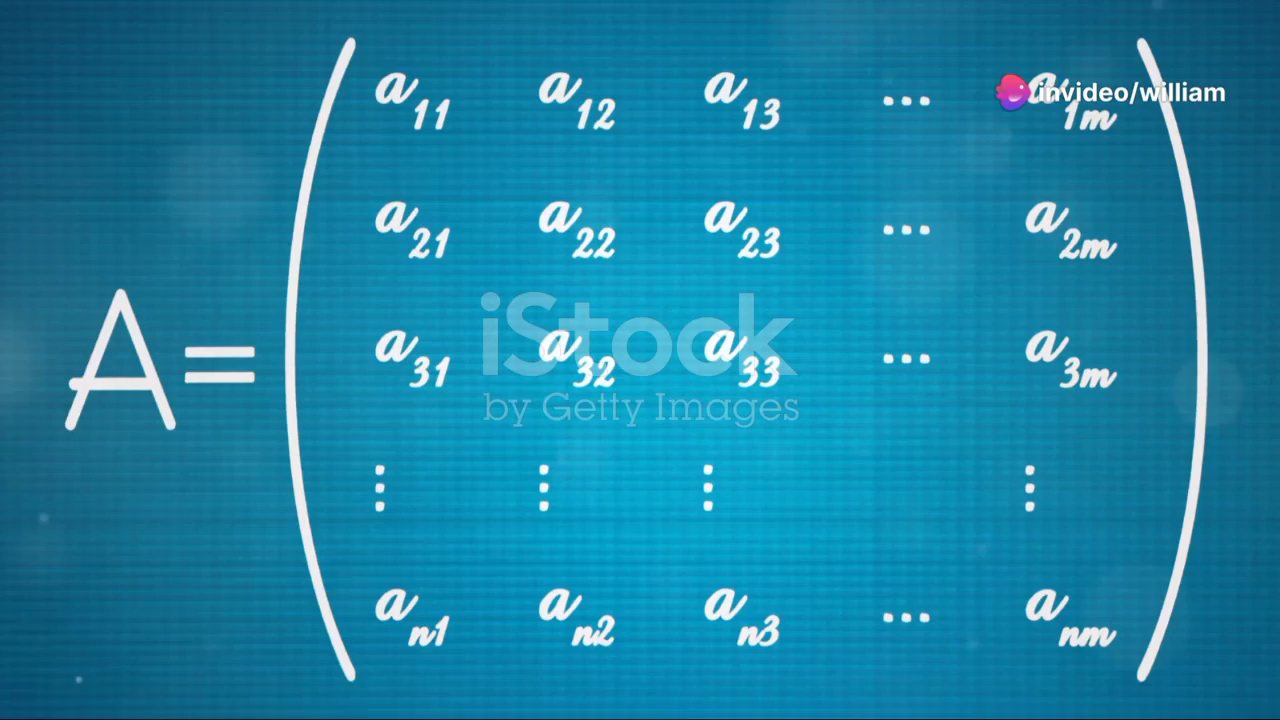 a11 a12 a13 ... a1m
invideo/william
a21 a22 a23 ... a2m
A=
iStock
a31 a32 a33 ... a3m
by Getty Images
⋮ ⋮ ⋮ ⋮
an1 an2 an3 ... anm